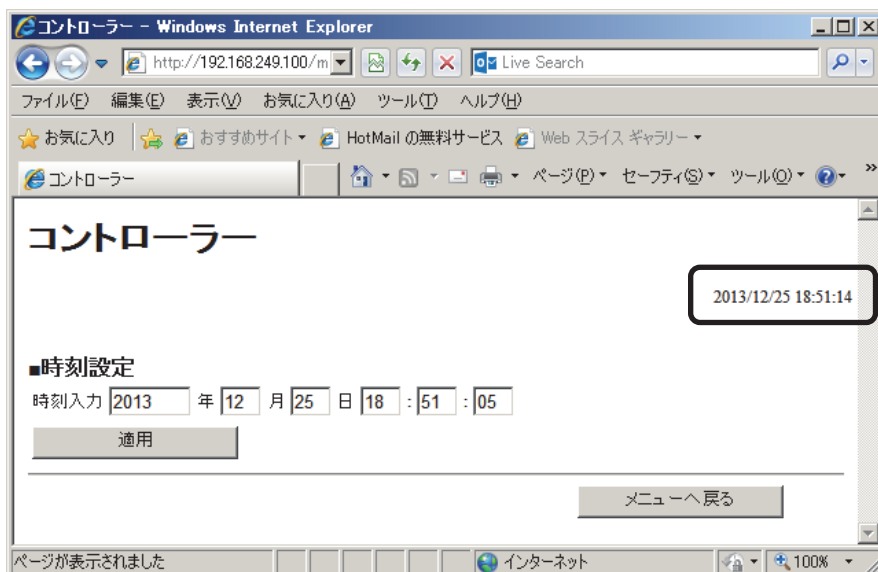 コントローラー - Windows Internet Explorer
http://192.168.249.100/m
Live Search
ファイル(F) 編集(E) 表示(V) お気に入り(A) ツール(T) ヘルプ(H)
お気に入り おすすめサイト HotMail の無料サービス Web スライス ギャラリー
コントローラー ページ(P) セーフティ(S) ツール(O) »
コントローラー
2013/12/25 18:51:14
■時刻設定
時刻入力 2013 年 12 月 25 日 18 : 51 : 05
適用
メニューへ戻る
ページが表示されました インターネット 100%